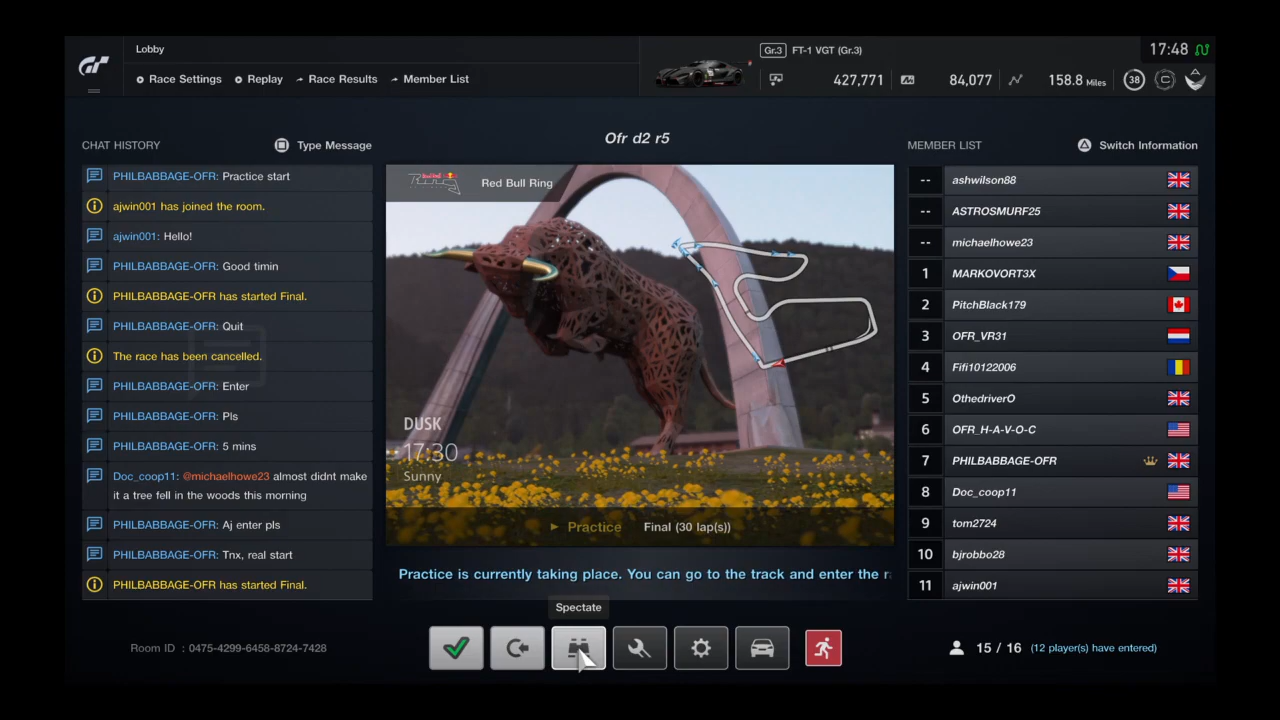 Lobby
Race Settings Replay Race Results Member List
Gr.3 FT-1 VGT (Gr.3)
17:48
427,771 84,077 158.8 Miles 38 C
CHAT HISTORY Type Message
PHILBABBAGE-OFR: Practice start
ajwin001 has joined the room.
ajwin001: Hello!
PHILBABBAGE-OFR: Good timin
PHILBABBAGE-OFR has started Final.
PHILBABBAGE-OFR: Quit
The race has been cancelled.
PHILBABBAGE-OFR: Enter
PHILBABBAGE-OFR: Pls
PHILBABBAGE-OFR: 5 mins
Doc_coop11: @michaelhowe23 almost didnt make
it a tree fell in the woods this morning
PHILBABBAGE-OFR: Aj enter pls
PHILBABBAGE-OFR: Tnx, real start
PHILBABBAGE-OFR has started Final.
Room ID : 0475-4299-6458-8724-7428
Ofr d2 r5
Red Bull Ring
DUSK
17:30
Sunny
Practice Final (30 lap(s))
Practice is currently taking place. You can go to the track and enter the
Spectate
MEMBER LIST Switch Information
-- ashwilson88
-- ASTROSMURF25
-- michaelhowe23
1 MARKOVORT3X
2 PitchBlack179
3 OFR_VR31
4 Fifi10122006
5 OthedriverO
6 OFR_H-A-V-O-C
7 PHILBABBAGE-OFR
8 Doc_coop11
9 tom2724
10 bjrobbo28
11 ajwin001
15 / 16 (12 player(s) have entered)